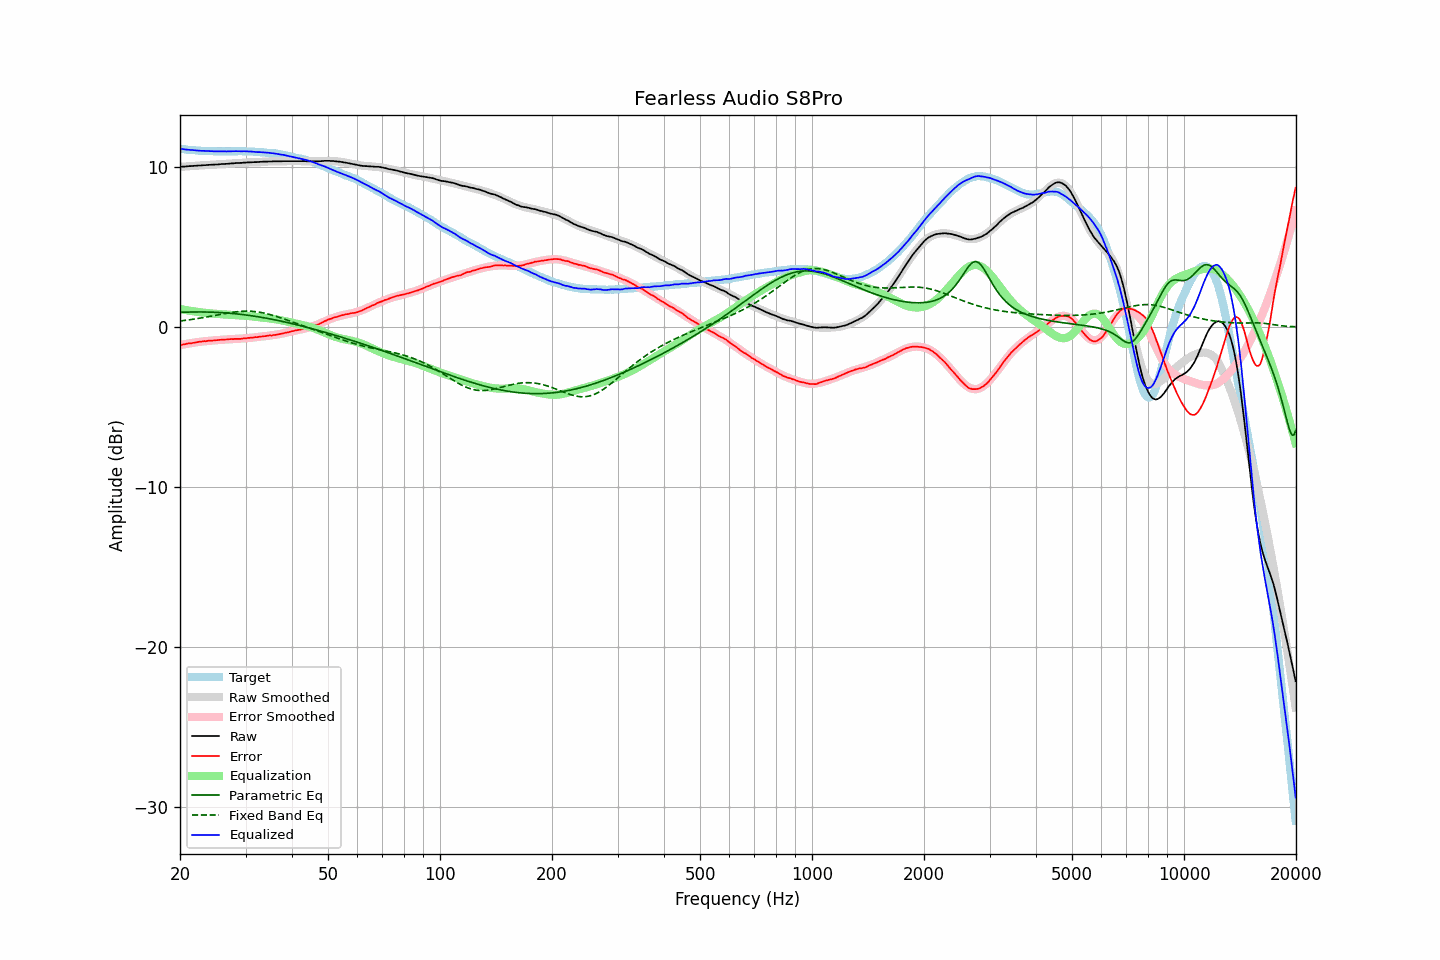 Fearless Audio S8Pro
10
0
−10
−20
−30
Amplitude (dBr)
Target
Raw Smoothed
Error Smoothed
Raw
Error
Equalization
Parametric Eq
Fixed Band Eq
Equalized
20 50 100 200 500 1000 2000 5000 10000 20000
Frequency (Hz)